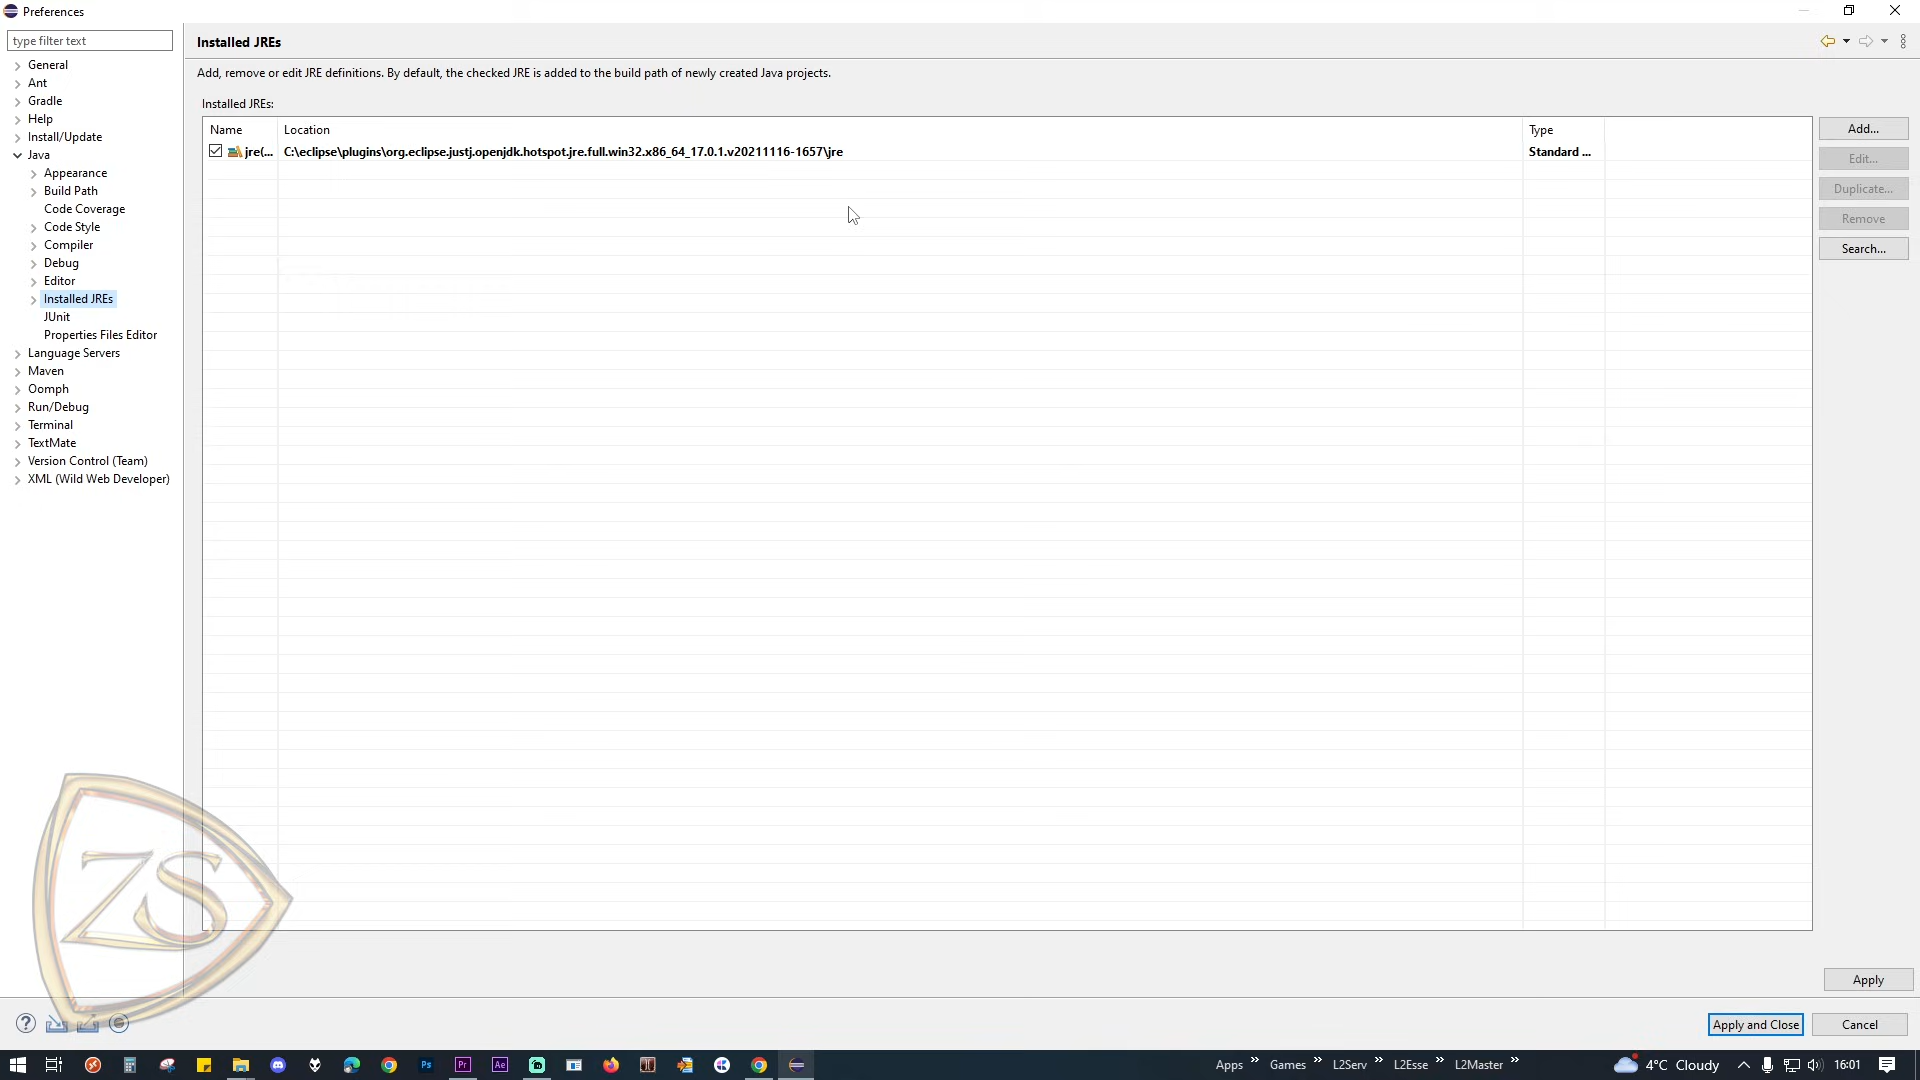 Preferences
type filter text
General
Ant
Gradle
Help
Install/Update
Java
Appearance
Build Path
Code Coverage
Code Style
Compiler
Debug
Editor
Installed JREs
JUnit
Properties Files Editor
Language Servers
Maven
Oomph
Run/Debug
Terminal
TextMate
Version Control (Team)
XML (Wild Web Developer)
Installed JREs
Add, remove or edit JRE definitions. By default, the checked JRE is added to the build path of newly created Java projects.
Installed JREs:
Name Location Type
jre(... C:\eclipse\plugins\org.eclipse.justj.openjdk.hotspot.jre.full.win32.x86_64_17.0.1.v20211116-1657\jre Standard ...
Add...
Edit...
Duplicate...
Remove
Search...
Apply
Apply and Close Cancel
ZS
Ps Pr Ae
Apps » Games » L2Serv » L2Esse » L2Master » 4°C Cloudy 16:01